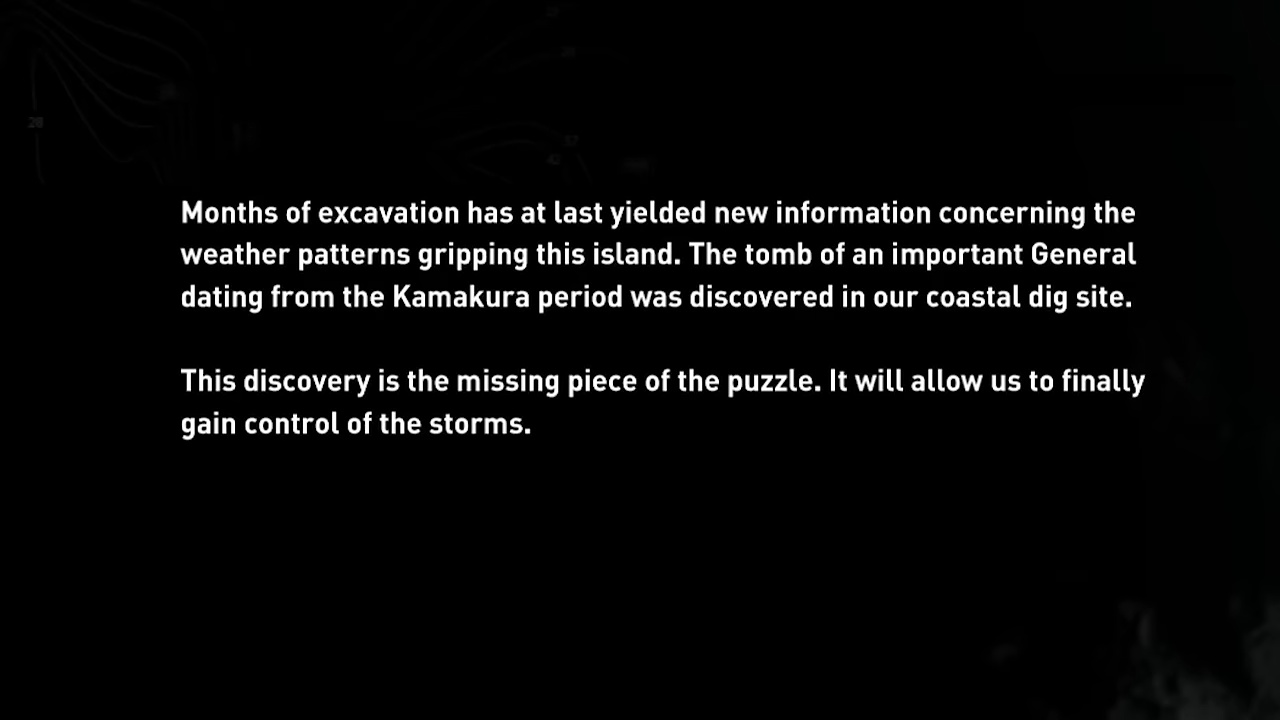 Months of excavation has at last yielded new information concerning the
weather patterns gripping this island. The tomb of an important General
dating from the Kamakura period was discovered in our coastal dig site.
This discovery is the missing piece of the puzzle. It will allow us to finally
gain control of the storms.